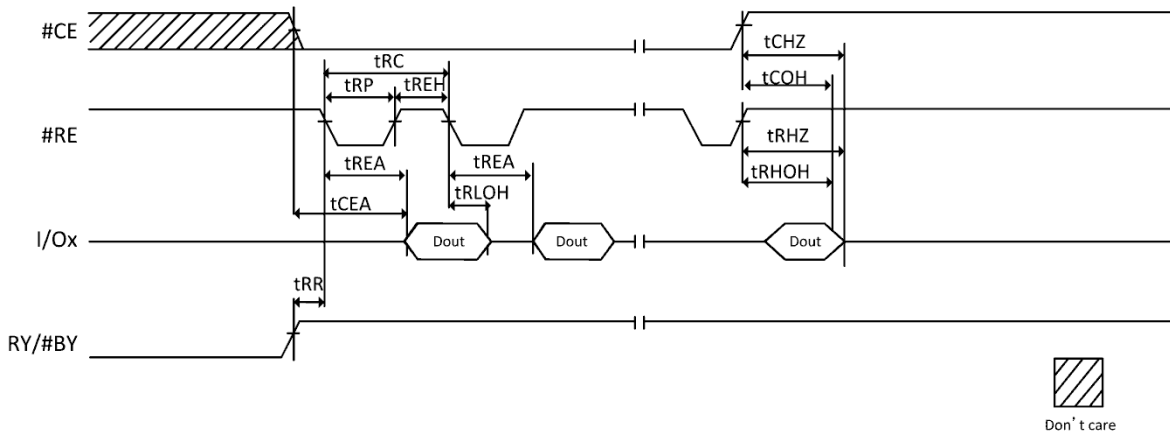 #CE
tCHZ
tRC
tCOH
tRP
tREH
#RE
tRHZ
tREA
tREA
tRHOH
tRLOH
tCEA
I/Ox
Dout
Dout
Dout
tRR
RY/#BY
Don't care